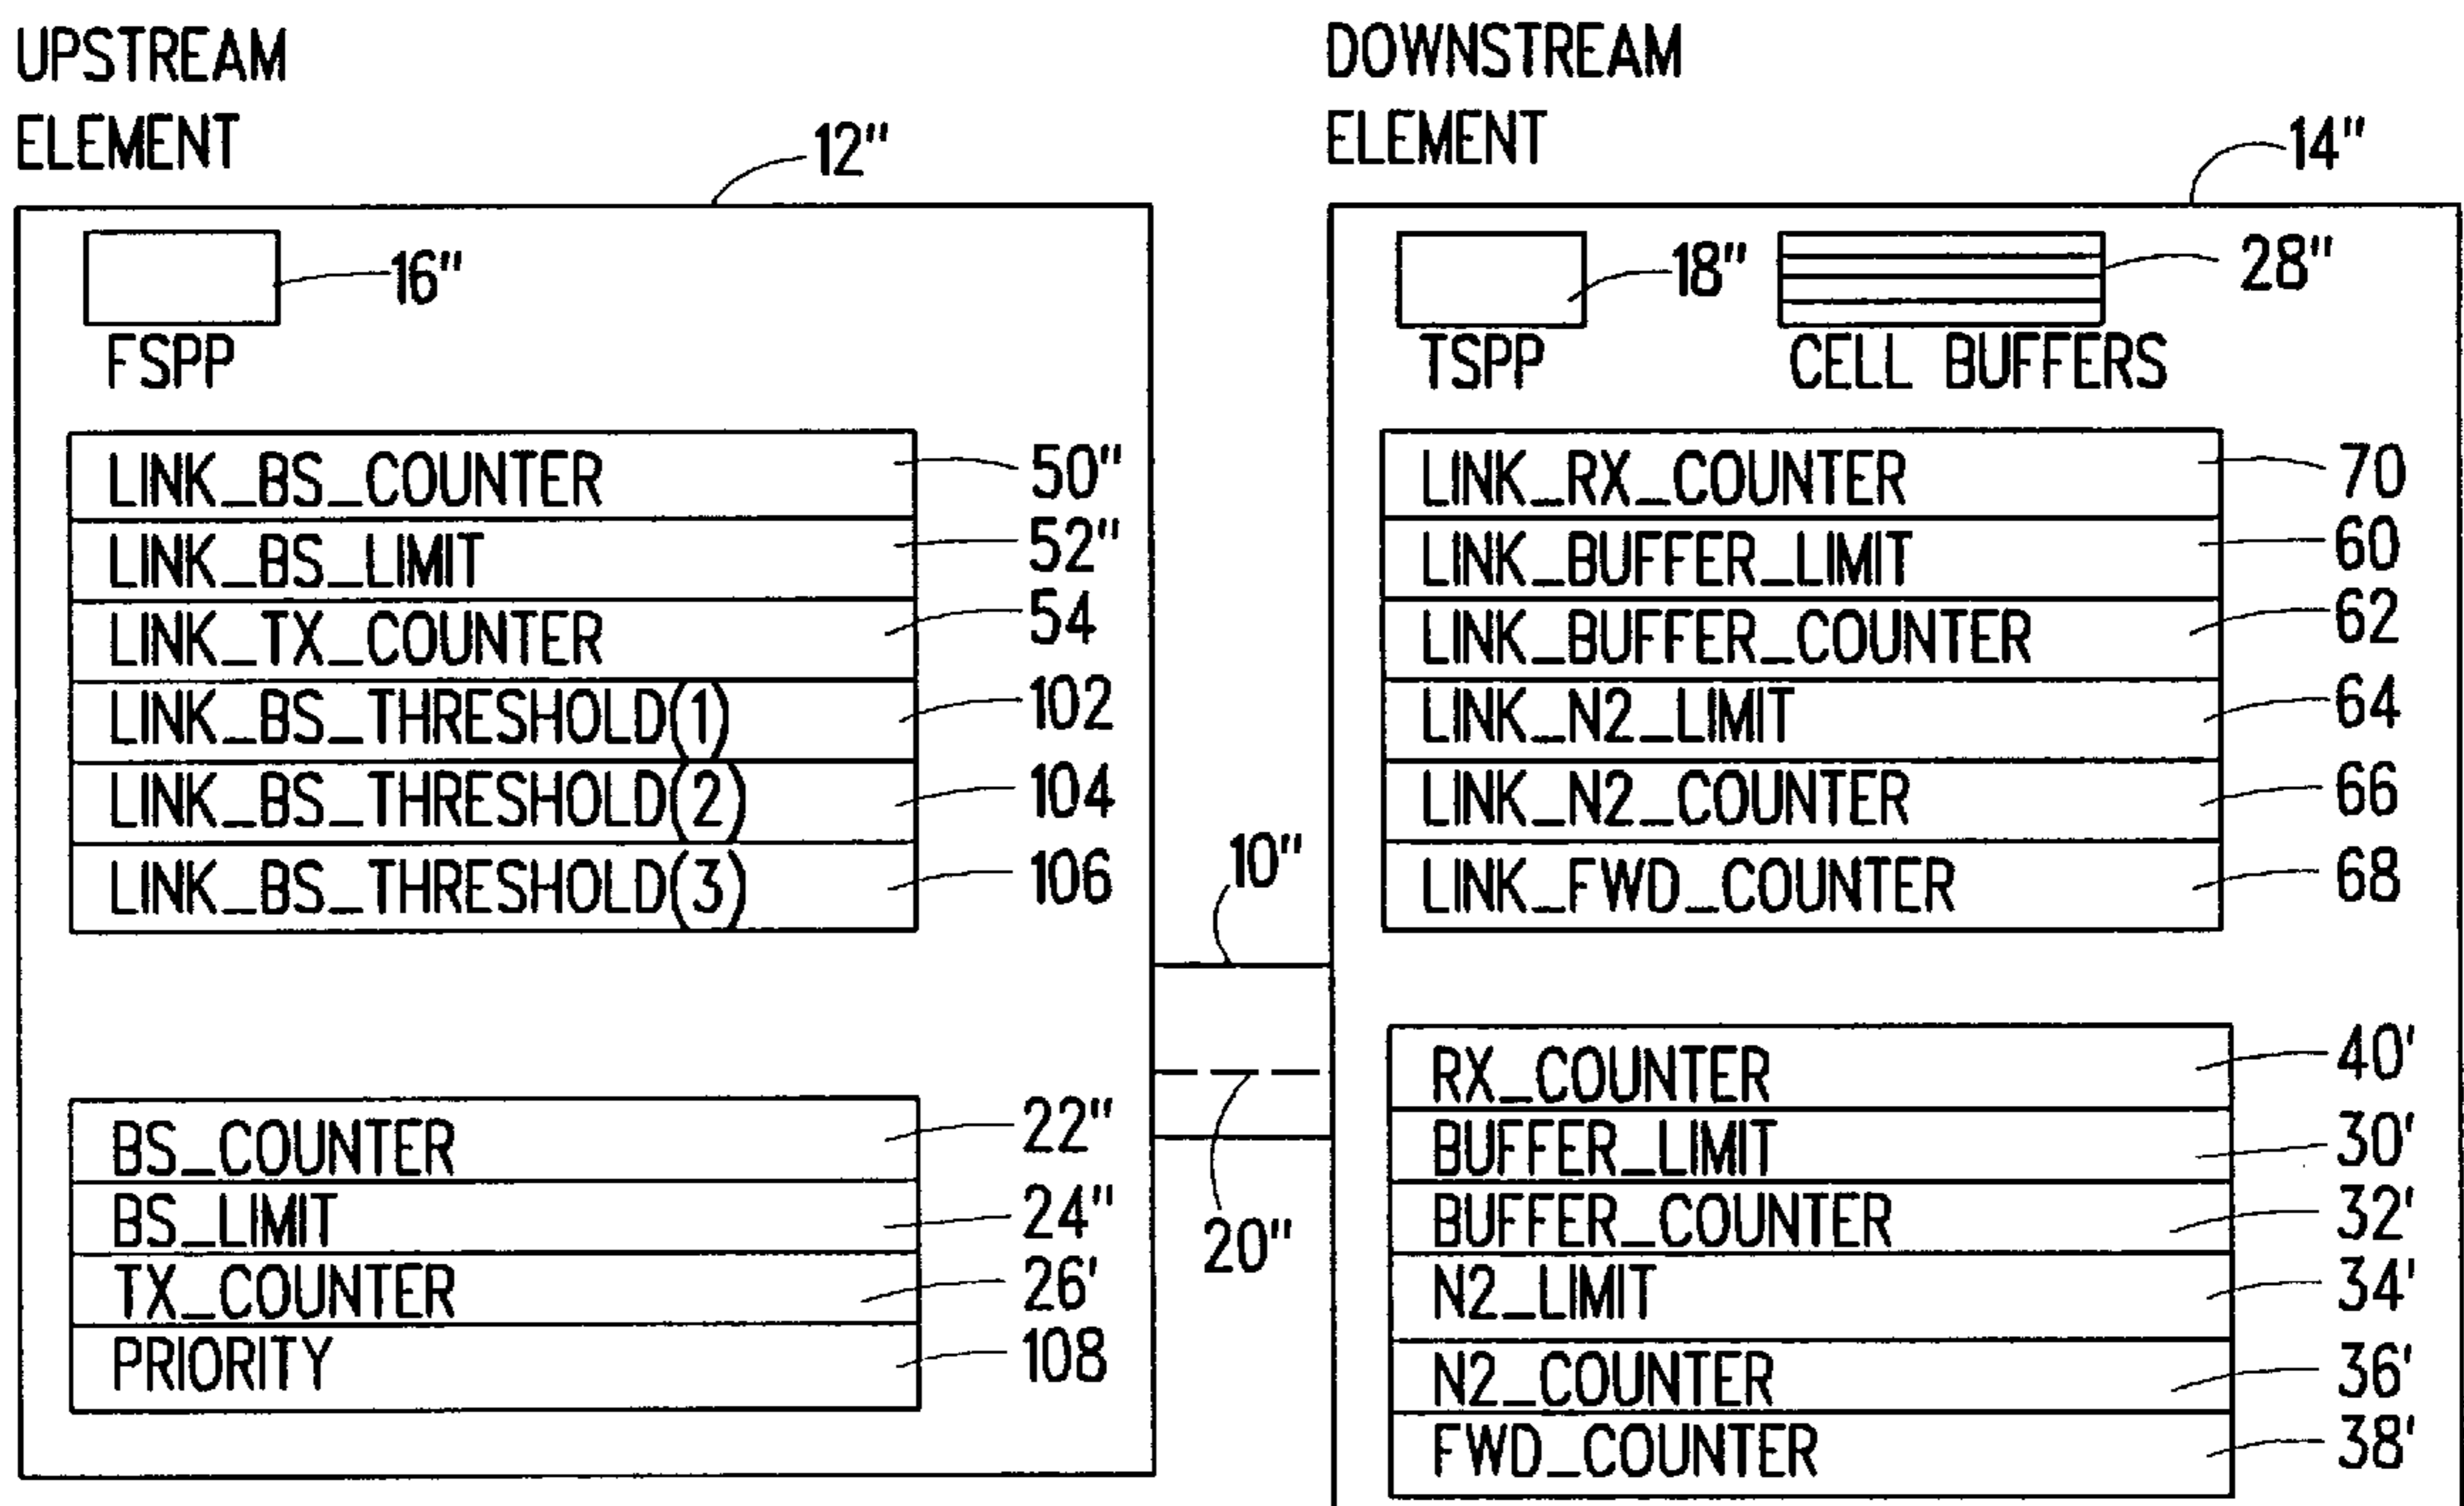 UPSTREAM
ELEMENT
12"
16"
FSPP
LINK_BS_COUNTER 50"
LINK_BS_LIMIT 52"
LINK_TX_COUNTER 54
LINK_BS_THRESHOLD(1) 102
LINK_BS_THRESHOLD(2) 104
LINK_BS_THRESHOLD(3) 106
BS_COUNTER 22"
BS_LIMIT 24"
TX_COUNTER 26'
PRIORITY 108
10"
20"
DOWNSTREAM
ELEMENT
14"
18"
TSPP
28"
CELL BUFFERS
LINK_RX_COUNTER 70
LINK_BUFFER_LIMIT 60
LINK_BUFFER_COUNTER 62
LINK_N2_LIMIT 64
LINK_N2_COUNTER 66
LINK_FWD_COUNTER 68
RX_COUNTER 40'
BUFFER_LIMIT 30'
BUFFER_COUNTER 32'
N2_LIMIT 34'
N2_COUNTER 36'
FWD_COUNTER 38'